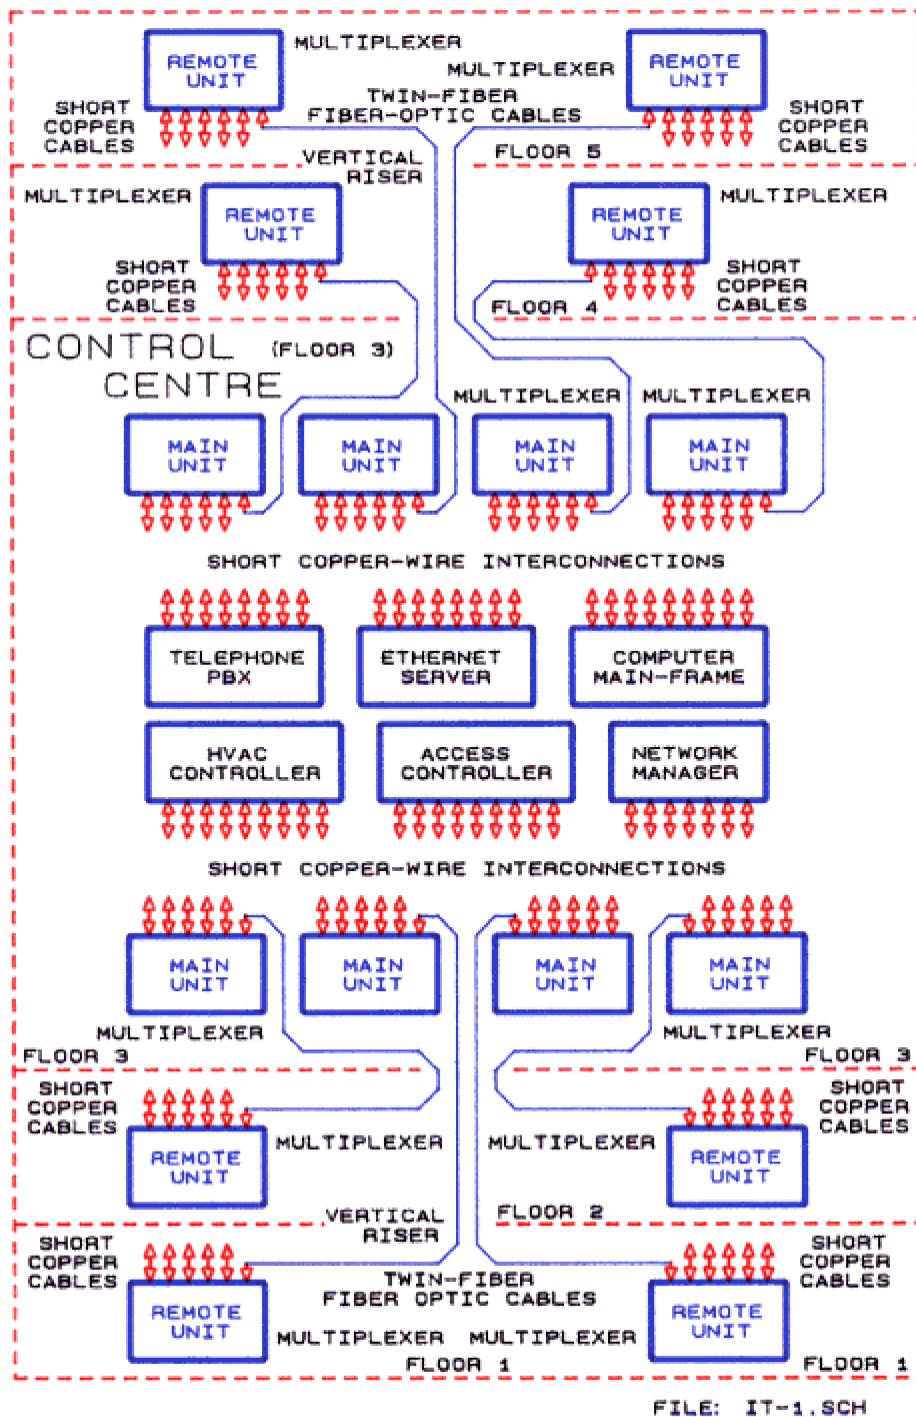 REMOTE
UNIT
MULTIPLEXER
MULTIPLEXER
REMOTE
UNIT
SHORT
COPPER
CABLES
TWIN-FIBER
FIBER-OPTIC CABLES
SHORT
COPPER
CABLES
VERTICAL
RISER
FLOOR 5
MULTIPLEXER
REMOTE
UNIT
REMOTE
UNIT
MULTIPLEXER
SHORT
COPPER
CABLES
SHORT
COPPER
CABLES
FLOOR 4
CONTROL
CENTRE
(FLOOR 3)
MULTIPLEXER
MULTIPLEXER
MAIN
UNIT
MAIN
UNIT
MAIN
UNIT
MAIN
UNIT
SHORT COPPER-WIRE INTERCONNECTIONS
TELEPHONE
PBX
ETHERNET
SERVER
COMPUTER
MAIN-FRAME
HVAC
CONTROLLER
ACCESS
CONTROLLER
NETWORK
MANAGER
SHORT COPPER-WIRE INTERCONNECTIONS
MAIN
UNIT
MAIN
UNIT
MAIN
UNIT
MAIN
UNIT
MULTIPLEXER
MULTIPLEXER
FLOOR 3
FLOOR 3
SHORT
COPPER
CABLES
SHORT
COPPER
CABLES
REMOTE
UNIT
MULTIPLEXER
MULTIPLEXER
REMOTE
UNIT
VERTICAL
RISER
FLOOR 2
SHORT
COPPER
CABLES
SHORT
COPPER
CABLES
TWIN-FIBER
FIBER OPTIC CABLES
REMOTE
UNIT
MULTIPLEXER
MULTIPLEXER
REMOTE
UNIT
FLOOR 1
FLOOR 1
FILE: IT-1.SCH